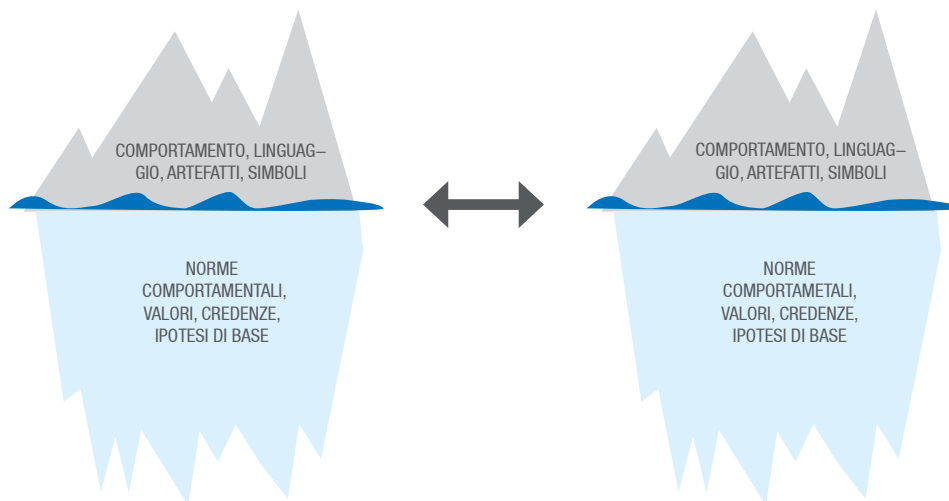 COMPORTAMENTO, LINGUAG–
GIO, ARTEFATTI, SIMBOLI
NORME
COMPORTAMENTALI,
VALORI, CREDENZE,
IPOTESI DI BASE
COMPORTAMENTO, LINGUAG–
GIO, ARTEFATTI, SIMBOLI
NORME
COMPORTAMETALI,
VALORI, CREDENZE,
IPOTESI DI BASE